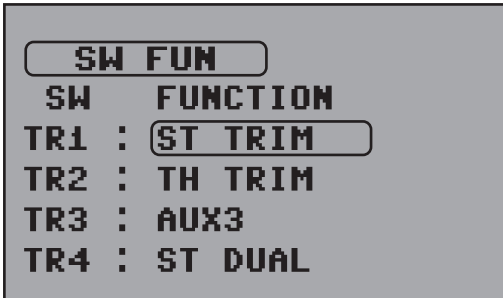 SW FUN
SW FUNCTION
TR1 : ST TRIM
TR2 : TH TRIM
TR3 : AUX3
TR4 : ST DUAL